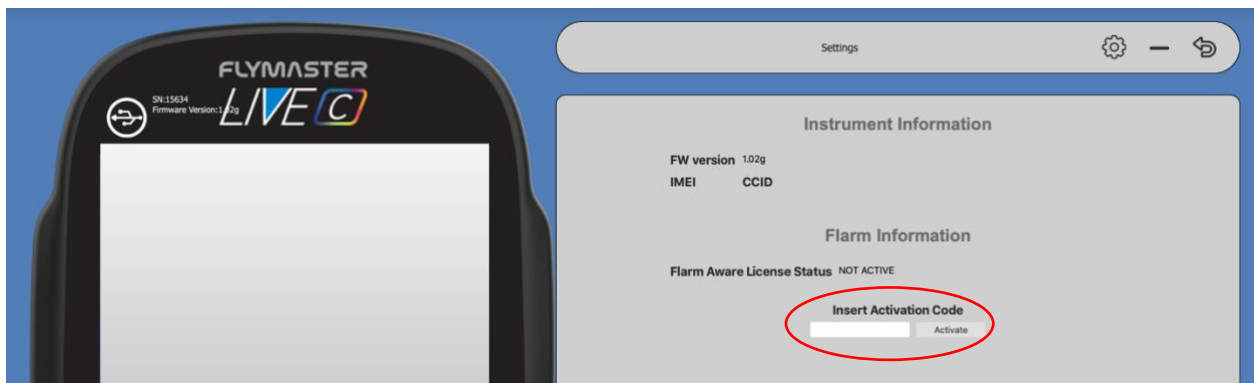 FLYMASTER
SN:15634
Firmware Version:1.02g
LIVE C
Settings
Instrument Information
FW version 1.02g
IMEI CCID
Flarm Information
Flarm Aware License Status NOT ACTIVE
Insert Activation Code
Activate